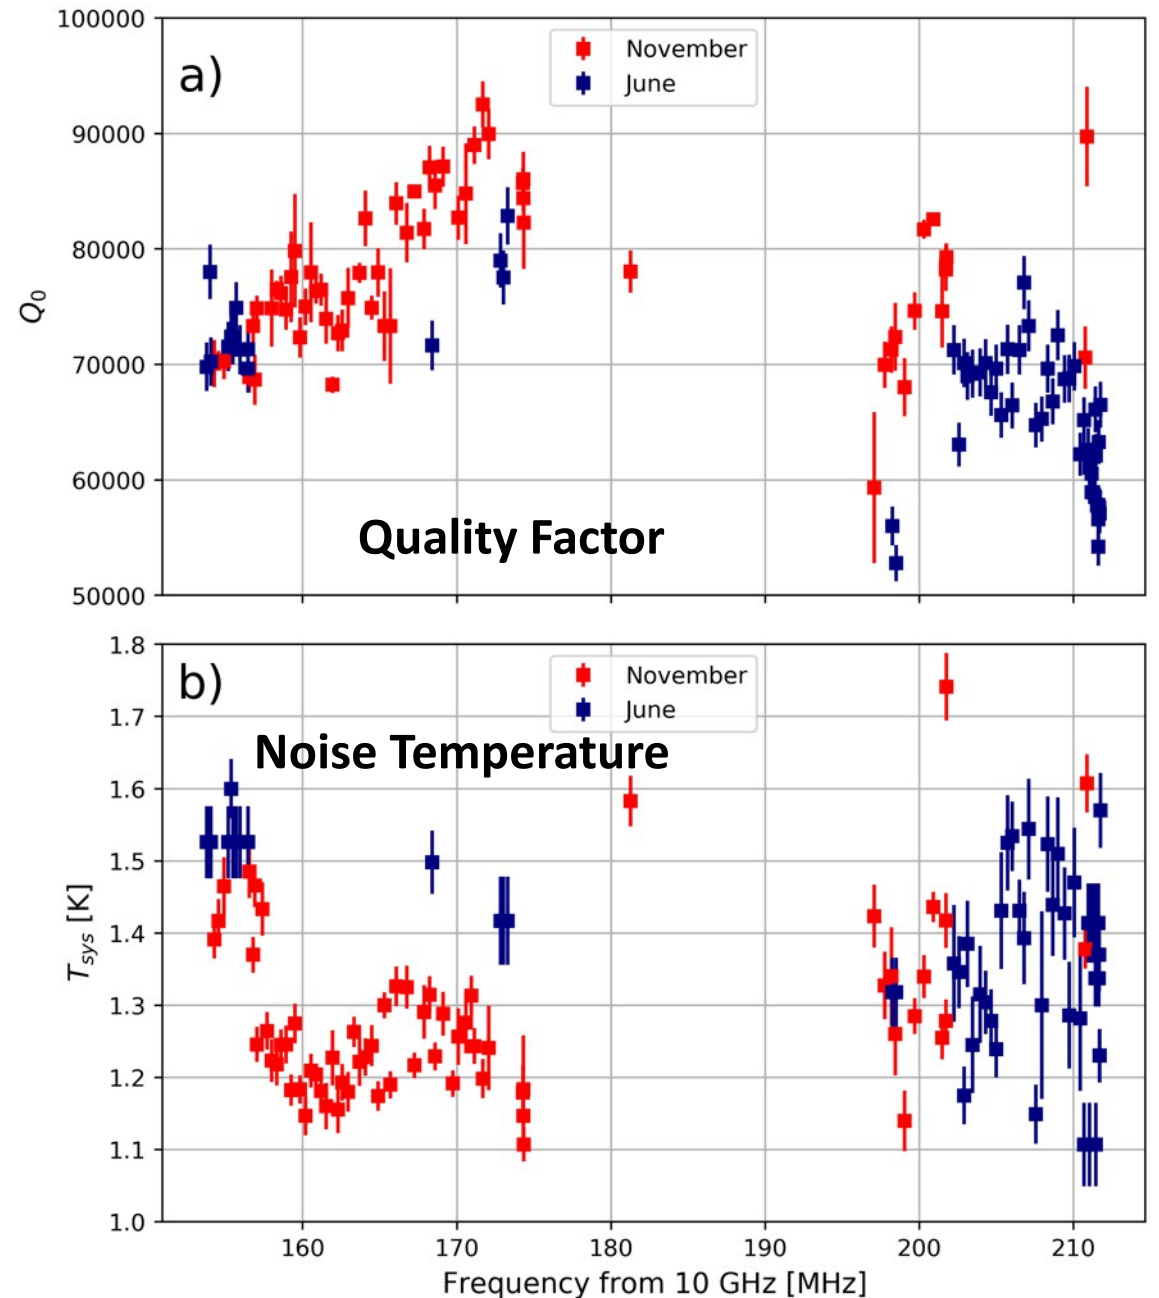 100000
90000
80000
70000
60000
50000
Q0
a)
November
June
Quality Factor
1.8
1.7
1.6
1.5
1.4
1.3
1.2
1.1
1.0
Tsys [K]
b)
November
June
Noise Temperature
160 170 180 190 200 210
Frequency from 10 GHz [MHz]